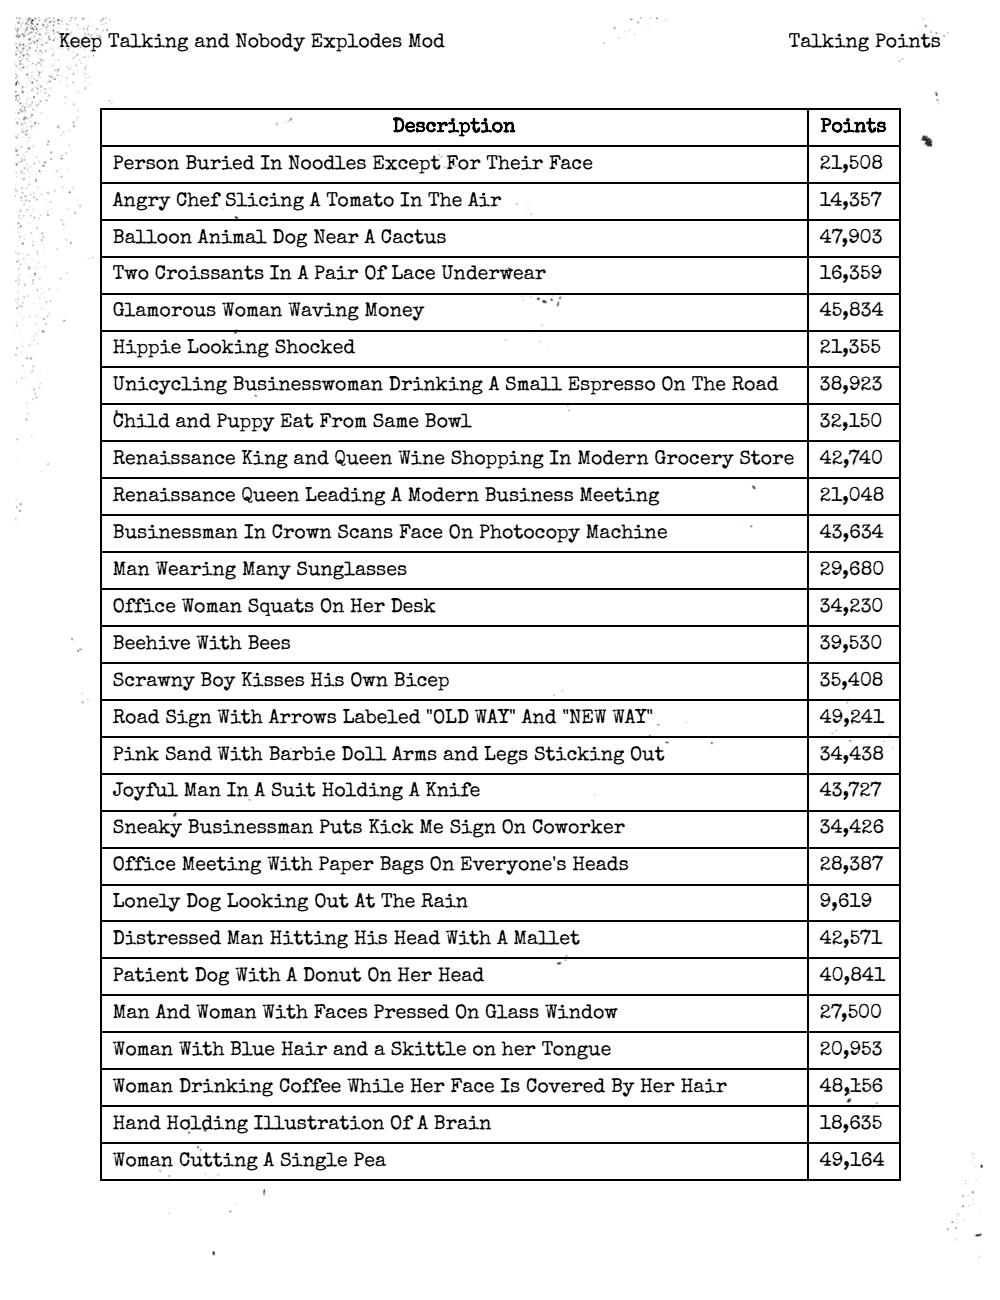 Keep Talking and Nobody Explodes Mod Talking Points
Description Points
Person Buried In Noodles Except For Their Face 21,508
Angry Chef Slicing A Tomato In The Air 14,357
Balloon Animal Dog Near A Cactus 47,903
Two Croissants In A Pair Of Lace Underwear 16,359
Glamorous Woman Waving Money 45,834
Hippie Looking Shocked 21,355
Unicycling Businesswoman Drinking A Small Espresso On The Road 38,923
Child and Puppy Eat From Same Bowl 32,150
Renaissance King and Queen Wine Shopping In Modern Grocery Store 42,740
Renaissance Queen Leading A Modern Business Meeting 21,048
Businessman In Crown Scans Face On Photocopy Machine 43,634
Man Wearing Many Sunglasses 29,680
Office Woman Squats On Her Desk 34,230
Beehive With Bees 39,530
Scrawny Boy Kisses His Own Bicep 35,408
Road Sign With Arrows Labeled "OLD WAY" And "NEW WAY" 49,241
Pink Sand With Barbie Doll Arms and Legs Sticking Out 34,438
Joyful Man In A Suit Holding A Knife 43,727
Sneaky Businessman Puts Kick Me Sign On Coworker 34,426
Office Meeting With Paper Bags On Everyone's Heads 28,387
Lonely Dog Looking Out At The Rain 9,619
Distressed Man Hitting His Head With A Mallet 42,571
Patient Dog With A Donut On Her Head 40,841
Man And Woman With Faces Pressed On Glass Window 27,500
Woman With Blue Hair and a Skittle on her Tongue 20,953
Woman Drinking Coffee While Her Face Is Covered By Her Hair 48,156
Hand Holding Illustration Of A Brain 18,635
Woman Cutting A Single Pea 49,164